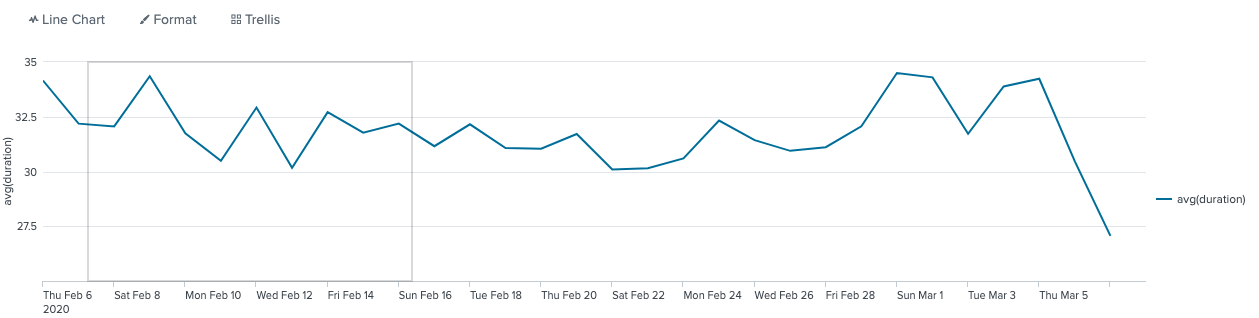 Line Chart Format Trellis
35
32.5
30
27.5
avg(duration)
Thu Feb 6 Sat Feb 8 Mon Feb 10 Wed Feb 12 Fri Feb 14 Sun Feb 16 Tue Feb 18 Thu Feb 20 Sat Feb 22 Mon Feb 24 Wed Feb 26 Fri Feb 28 Sun Mar 1 Tue Mar 3 Thu Mar 5
2020
avg(duration)